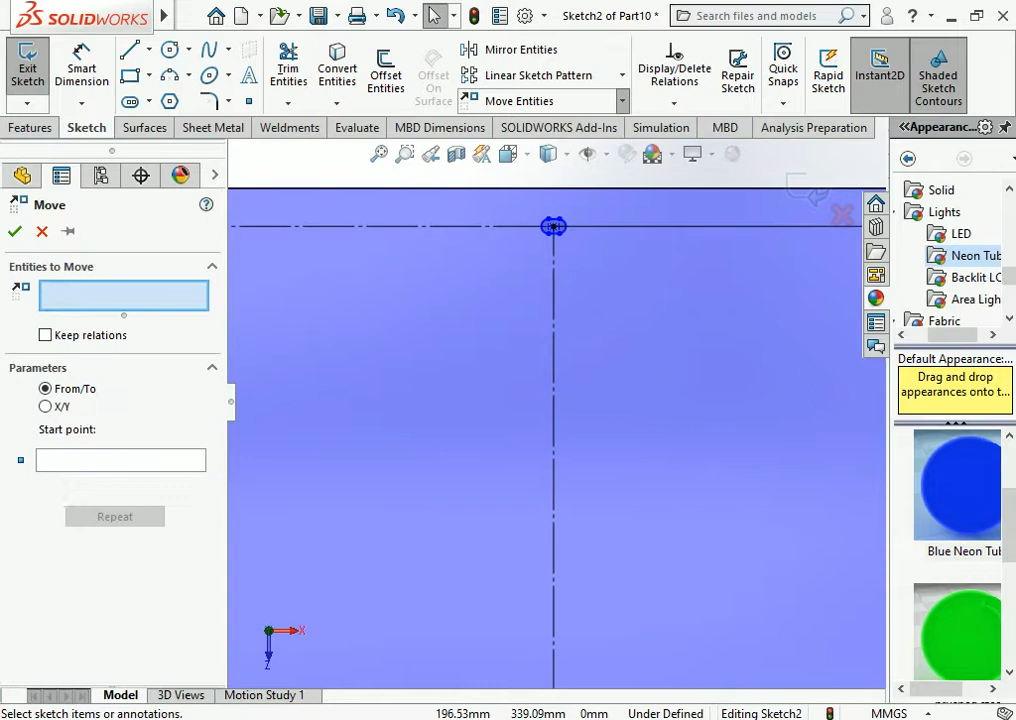 SOLIDWORKS
Sketch2 of Part10 *
Search files and models
Exit Sketch
Smart Dimension
Trim Entities
Convert Entities
Offset Entities
Offset On Surface
Mirror Entities
Linear Sketch Pattern
Move Entities
Display/Delete Relations
Repair Sketch
Quick Snaps
Rapid Sketch
Instant2D
Shaded Sketch Contours
Features
Sketch
Surfaces
Sheet Metal
Weldments
Evaluate
MBD Dimensions
SOLIDWORKS Add-Ins
Simulation
MBD
Analysis Preparation
«Appearanc...
Move
Entities to Move
Keep relations
Parameters
From/To
X/Y
Start point:
Repeat
X
Z
Solid
Lights
LED
Neon Tub
Backlit LC
Area Ligh
Fabric
Default Appearance:...
Drag and drop
appearances onto t...
Blue Neon Tub
Model
3D Views
Motion Study 1
Select sketch items or annotations.
196.53mm
339.09mm
0mm
Under Defined
Editing Sketch2
MMGS